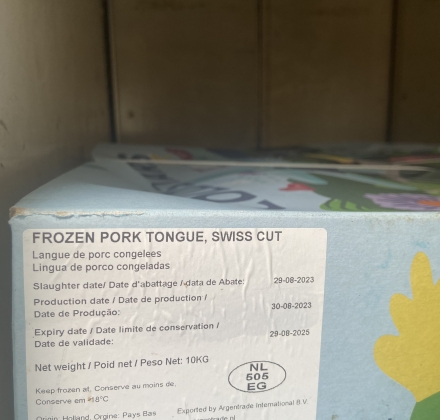 FROZEN PORK TONGUE, SWISS CUT
Langue de porc congelees
Lingua de porco congeladas
Slaughter date/ Date d'abattage /data de Abate: 29-08-2023
Production date / Date de production /
Date de Produção: 30-08-2023
Expiry date / Date limite de conservation /
Date de validade: 29-08-2025
Net weight / Poid net / Peso Net: 10KG
NL
505
EG
Keep frozen at, Conserve au moins de,
Conserve em -18°C
Origin: Holland, Orgine: Pays Bas
Exported by Argentrade International B.V.